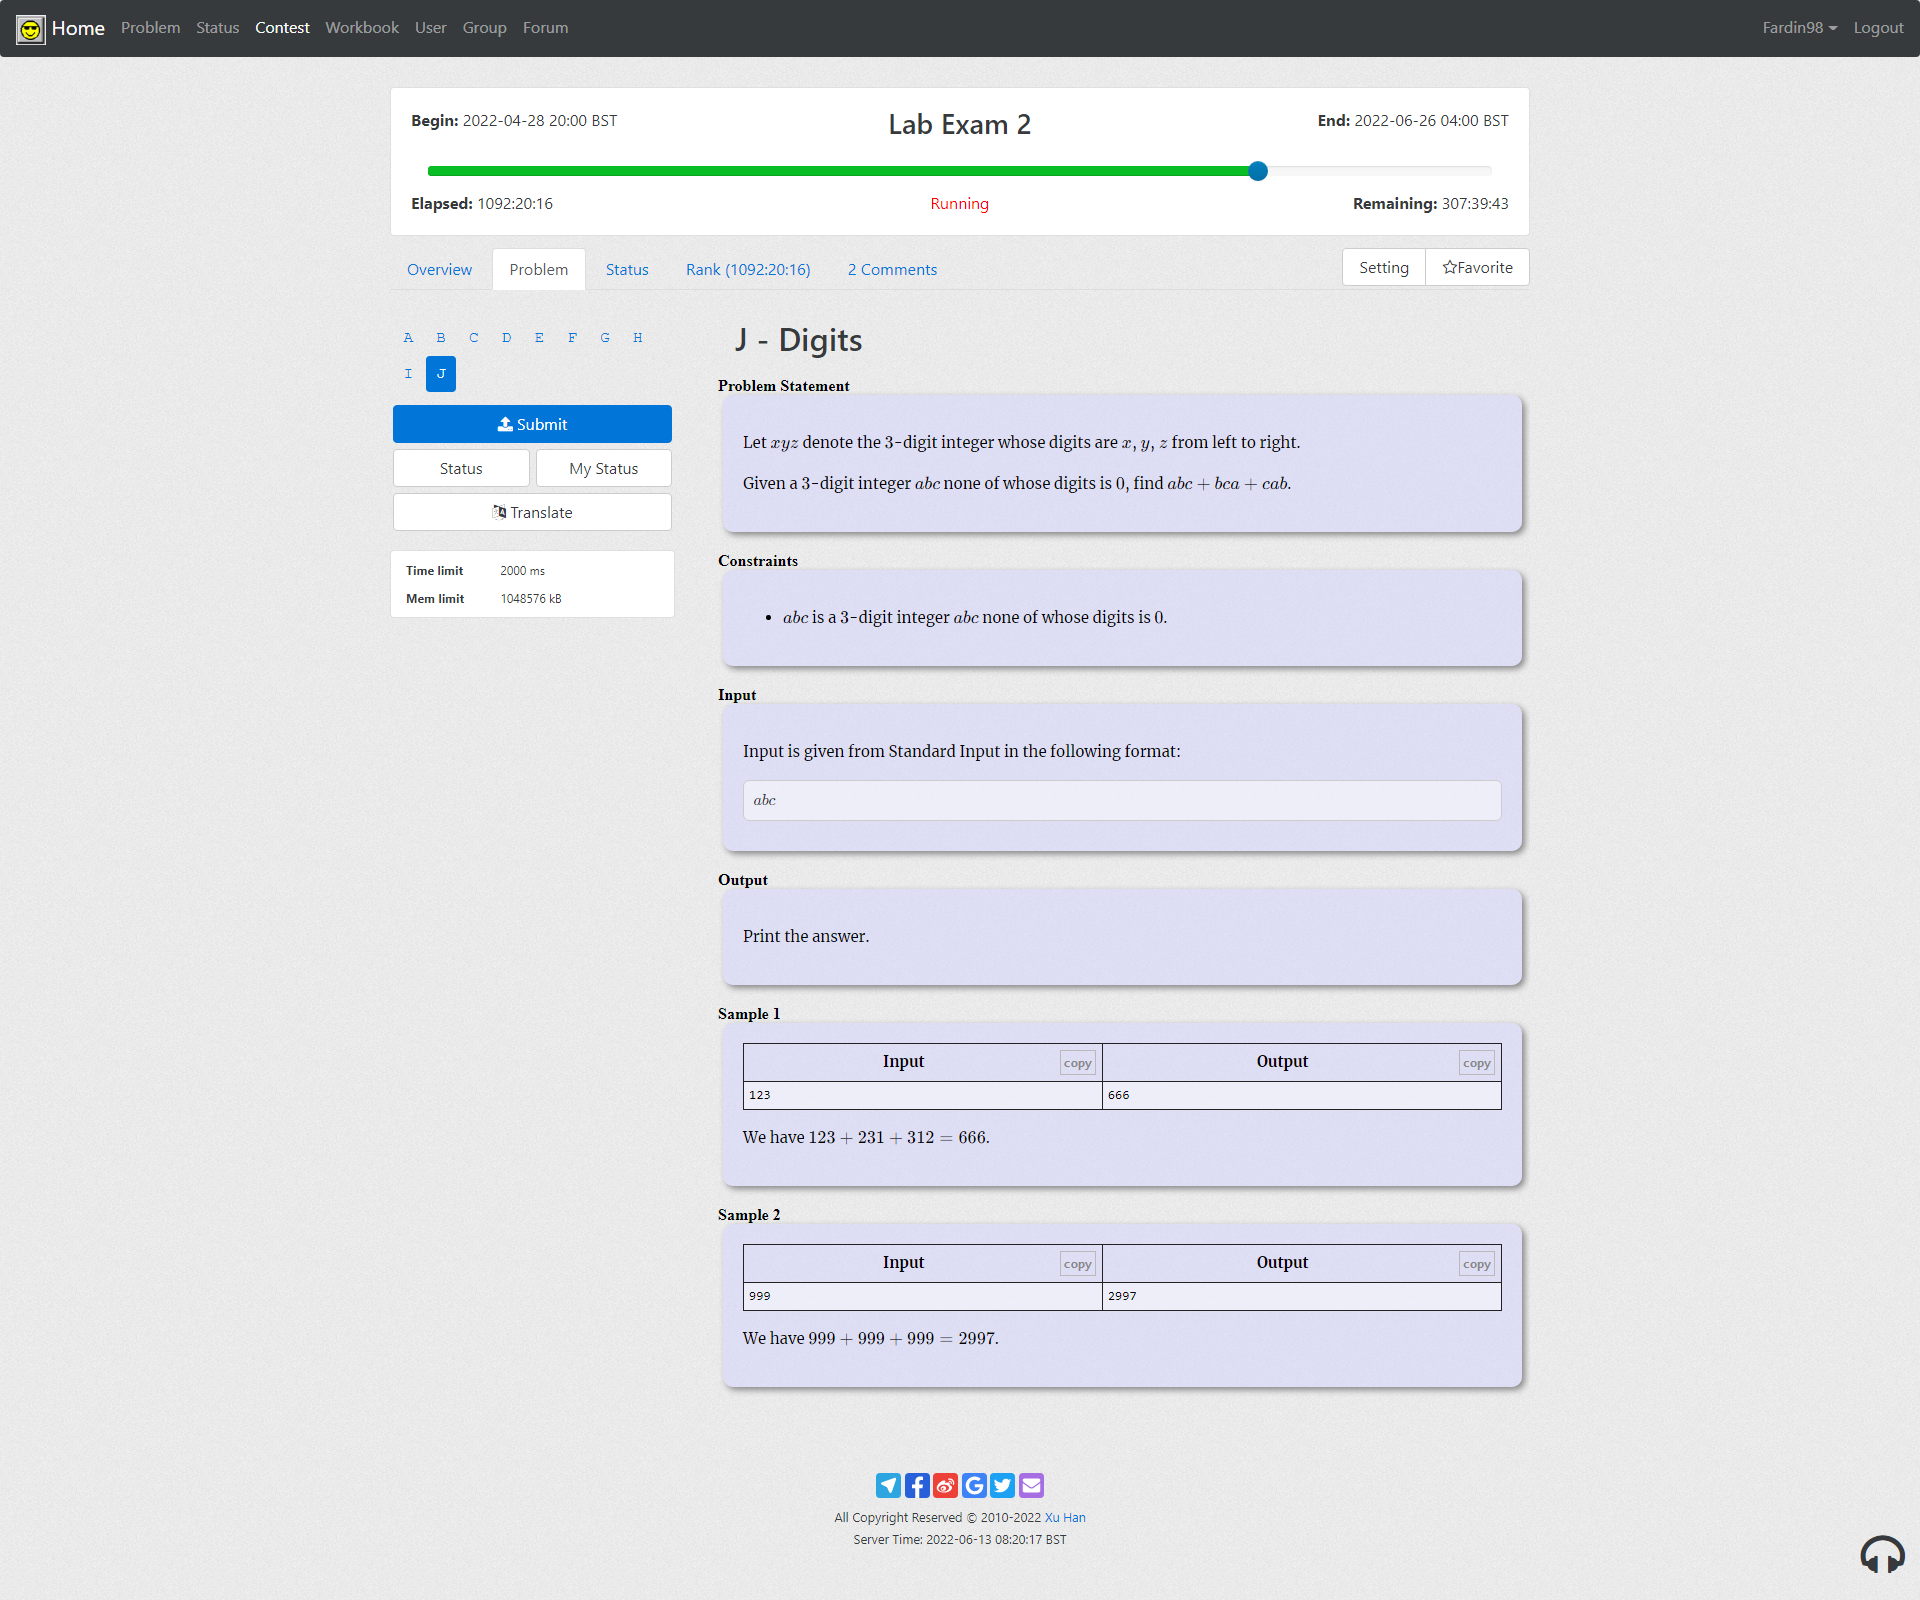 Home Problem Status Contest Workbook User Group Forum Fardin98 Logout
Begin: 2022-04-28 20:00 BST Lab Exam 2 End: 2022-06-26 04:00 BST
Elapsed: 1092:20:16 Running Remaining: 307:39:43
Overview Problem Status Rank (1092:20:16) 2 Comments Setting Favorite
A B C D E F G H
I J
Submit
Status My Status
Translate
Time limit 2000 ms
Mem limit 1048576 kB
J - Digits
Problem Statement
Let xyz denote the 3-digit integer whose digits are x, y, z from left to right.
Given a 3-digit integer abc none of whose digits is 0, find abc + bca + cab.
Constraints
• abc is a 3-digit integer abc none of whose digits is 0.
Input
Input is given from Standard Input in the following format:
abc
Output
Print the answer.
Sample 1
Input copy Output copy
123 666
We have 123 + 231 + 312 = 666.
Sample 2
Input copy Output copy
999 2997
We have 999 + 999 + 999 = 2997.
All Copyright Reserved © 2010-2022 Xu Han
Server Time: 2022-06-13 08:20:17 BST